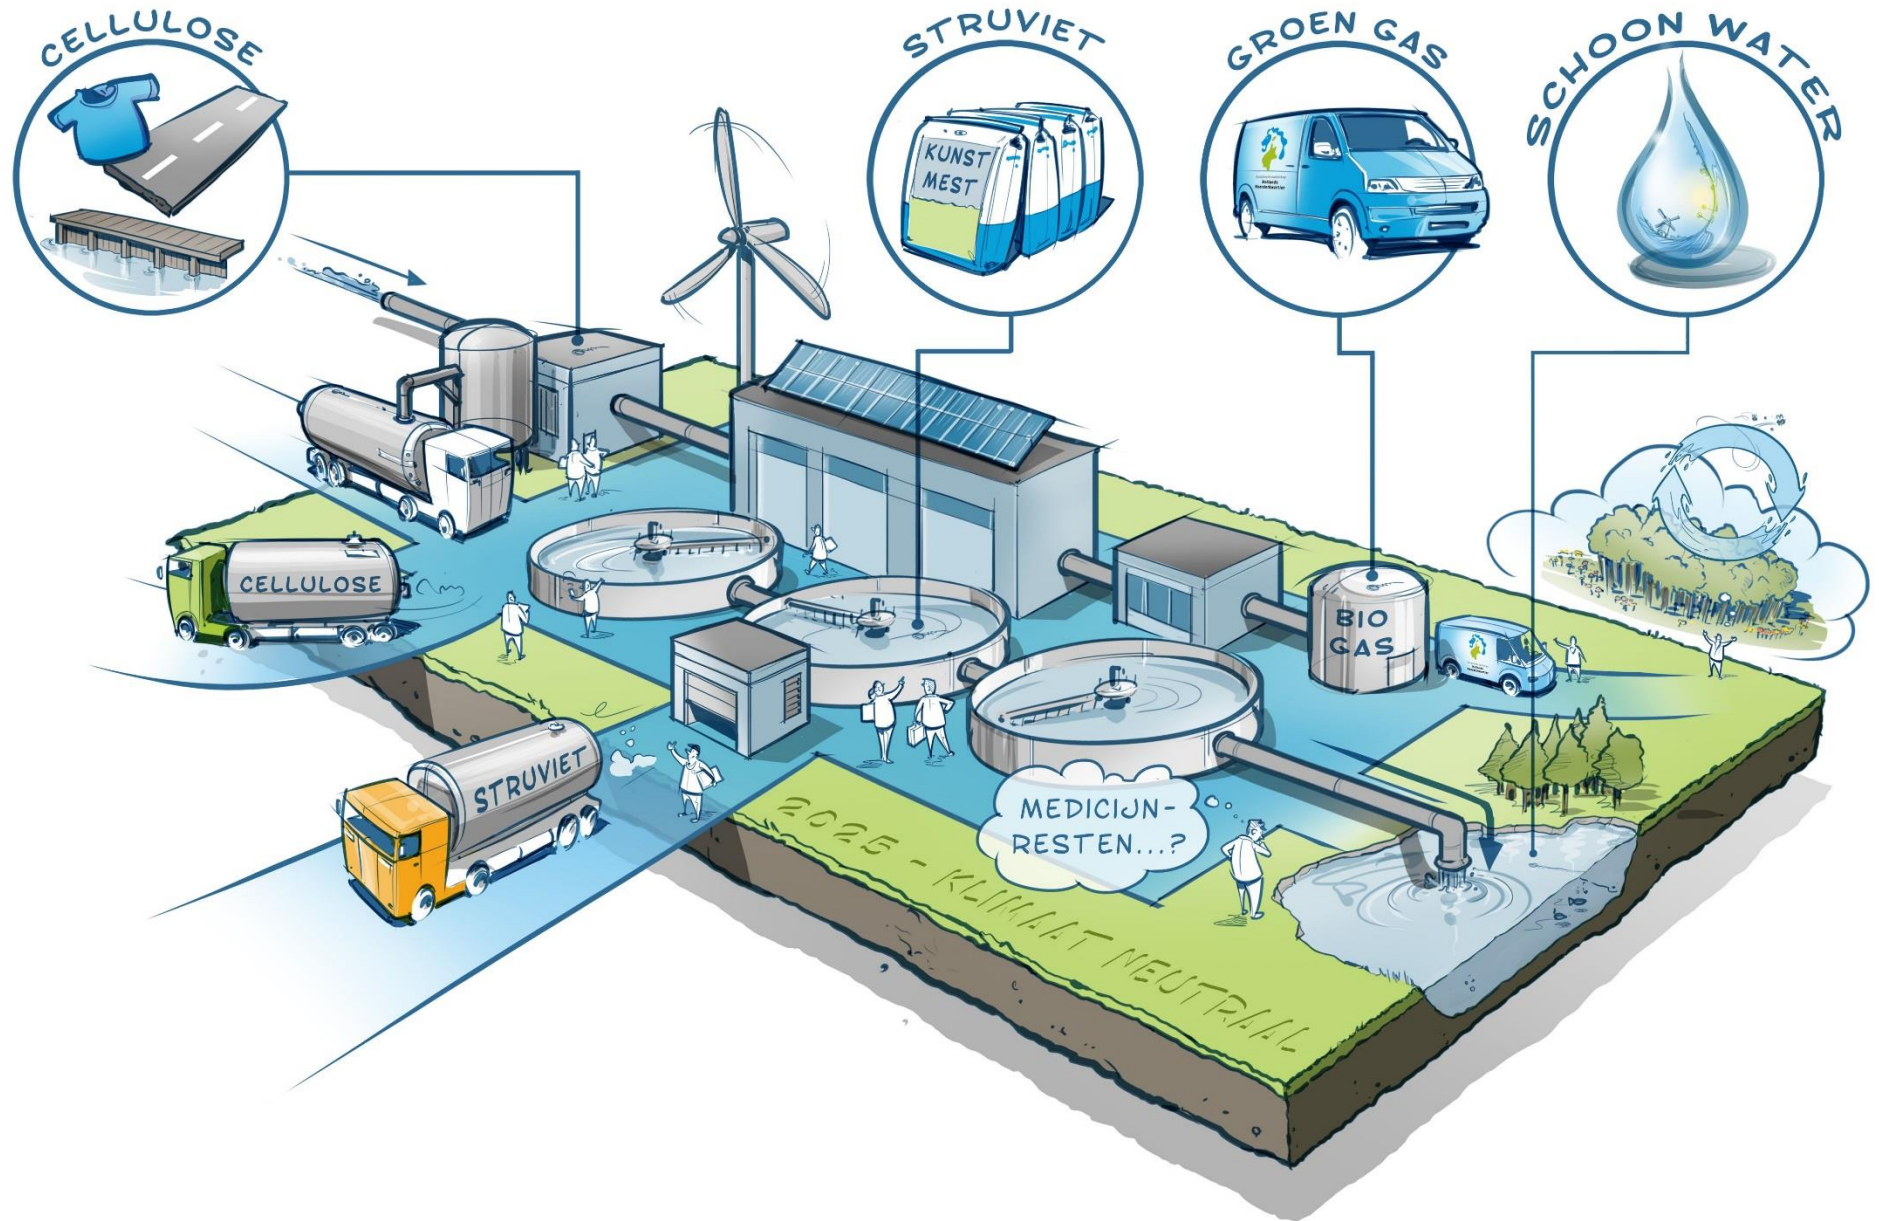 CELLULOSE
STRUVIET
GROEN GAS
SCHOON WATER
KUNST
MEST
CELLULOSE
BIO
GAS
STRUVIET
MEDICIJN-
RESTEN...?
2025 - KLIMAAT NEUTRAAL